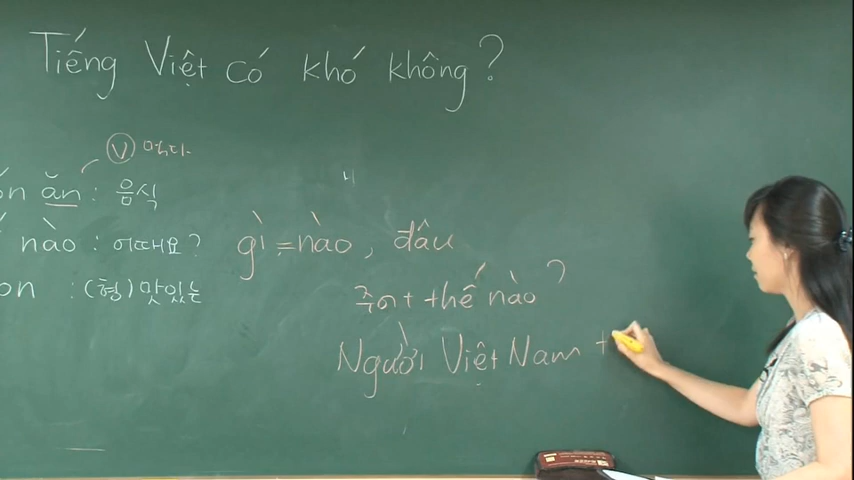 Tiếng Việt có khó không?
V 먹다
ón ăn : 음식
nào : 어때요? gì = nào, đâu
on : (형) 맛있는
주어 + thế nào?
Người Việt Nam +